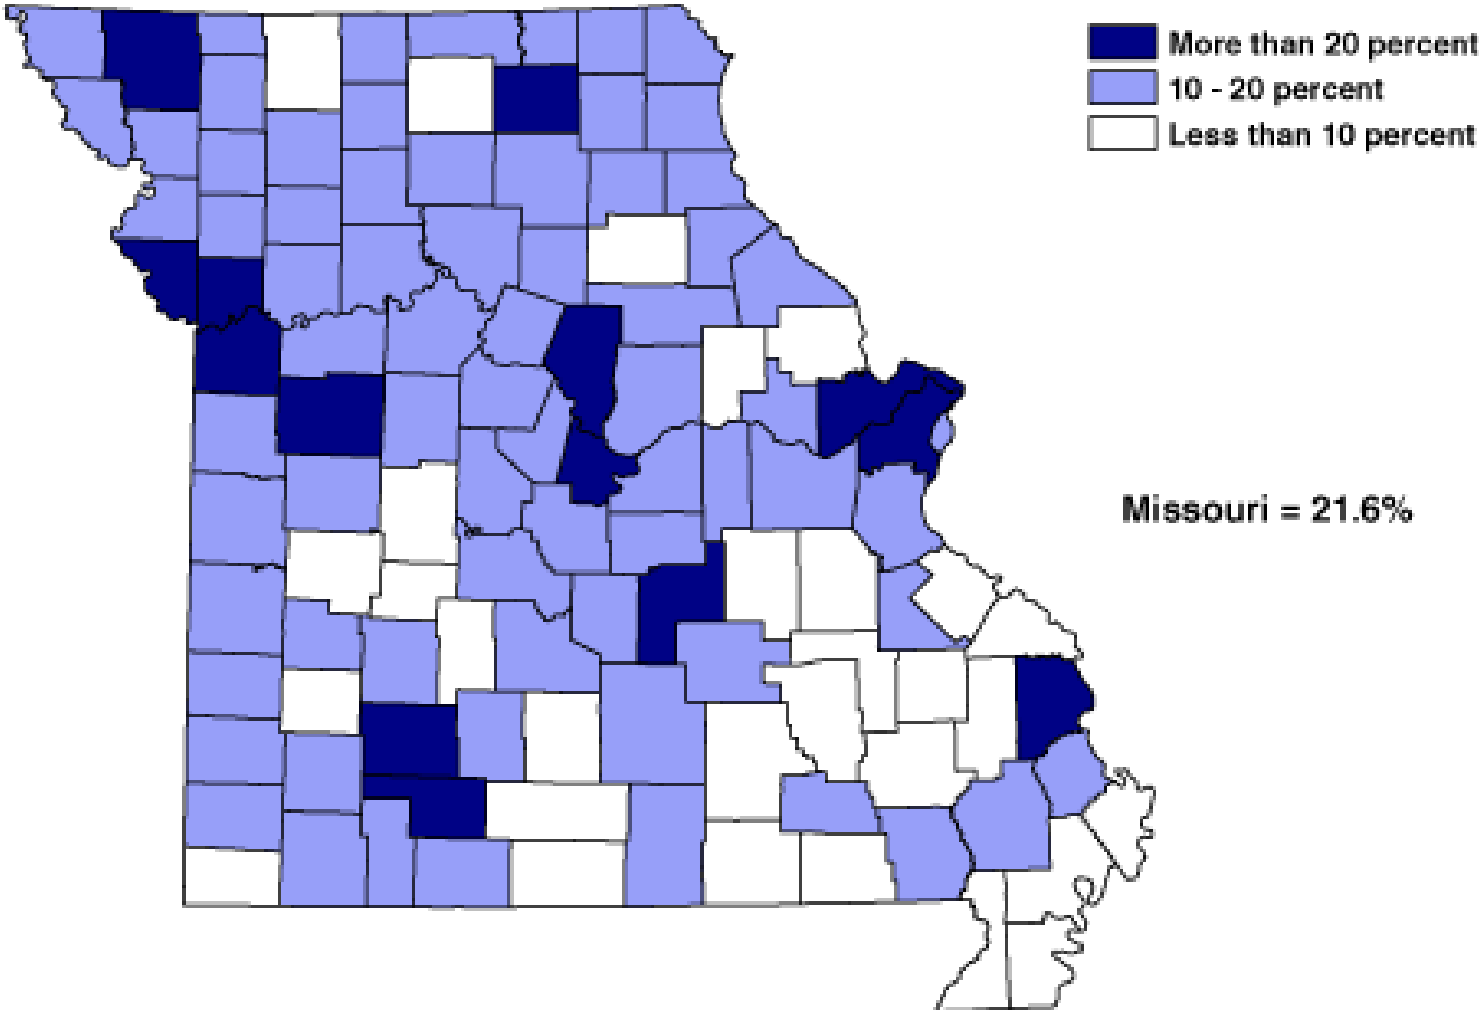 More than 20 percent
10 - 20 percent
Less than 10 percent
Missouri = 21.6%